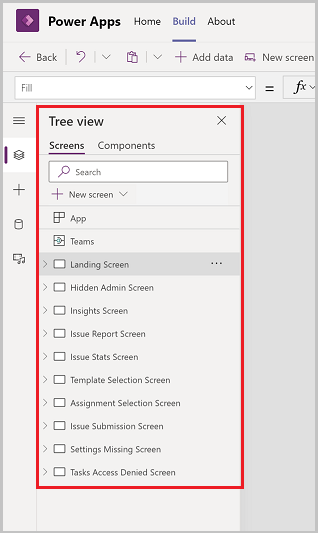 Power Apps Home Build About
Back Add data New screen
Fill = fx
Tree view
Screens Components
Search
New screen
App
Teams
Landing Screen ...
Hidden Admin Screen
Insights Screen
Issue Report Screen
Issue Stats Screen
Template Selection Screen
Assignment Selection Screen
Issue Submission Screen
Settings Missing Screen
Tasks Access Denied Screen